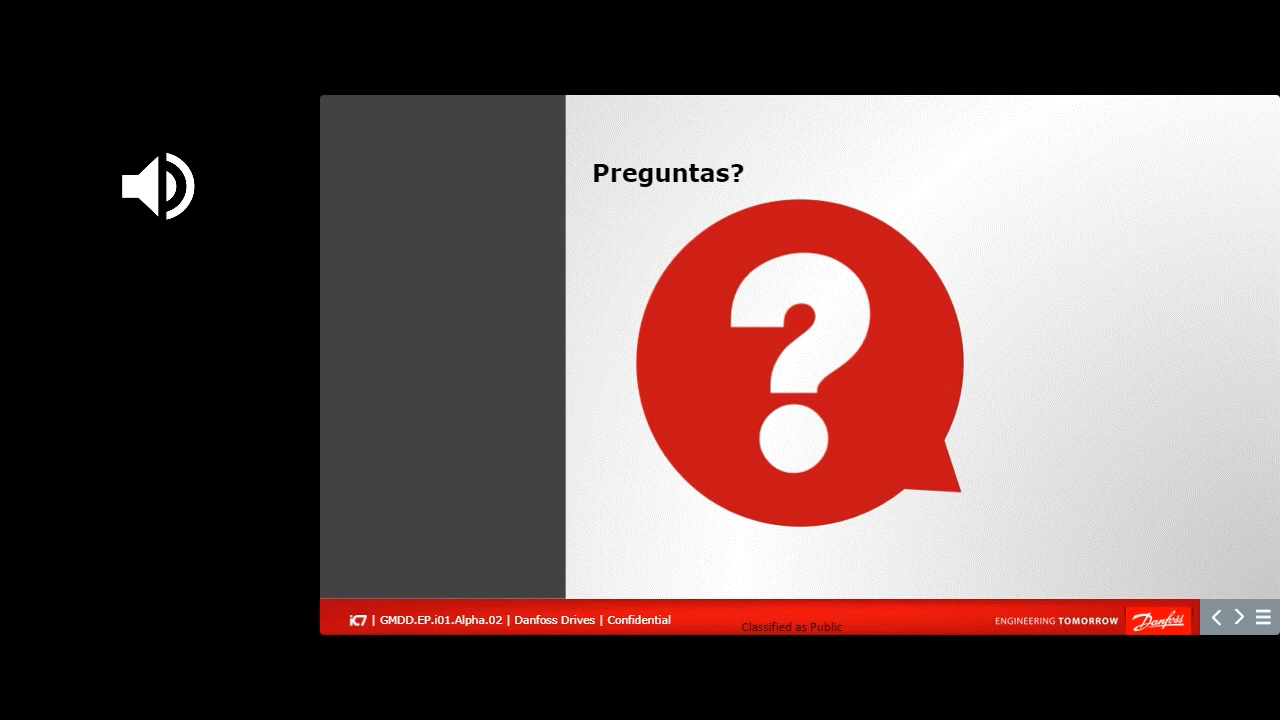 Preguntas?
iC7 | GMDD.EP.i01.Alpha.02 | Danfoss Drives | Confidential
Classified as Public
ENGINEERING TOMORROW
Danfoss